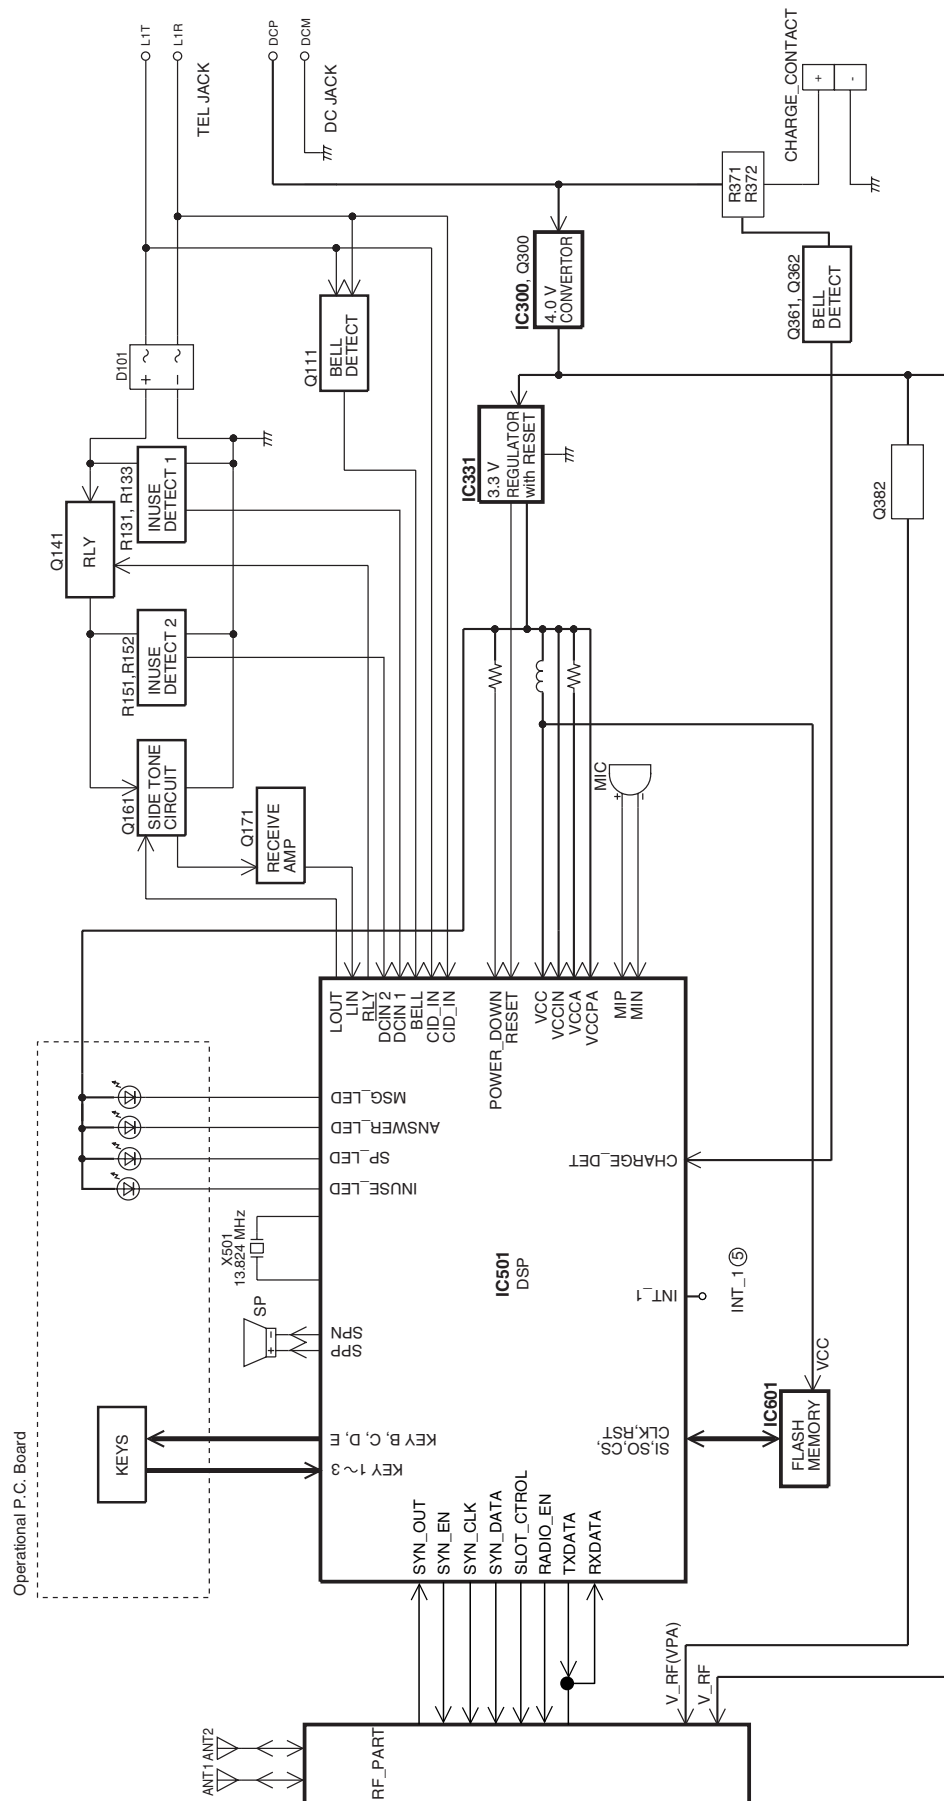 L1T
L1R
TEL JACK
DCP
DCM
DC JACK
CHARGE_CONTACT
+
-
R371
R372
IC300, Q300
4.0 V
CONVERTOR
Q361, Q362
BELL
DETECT
D101
+ ~
- ~
Q111
BELL
DETECT
IC331
3.3 V
REGULATOR
with RESET
Q382
Q141
RLY
R131, R133
INUSE
DETECT 1
R151,R152
INUSE
DETECT 2
Q161
SIDE TONE
CIRCUIT
Q171
RECEIVE
AMP
MIC
+
-
LOUT
LIN
RLY
DCIN 2
DCIN 1
BELL
CID_IN
CID_IN
POWER_DOWN
RESET
VCC
VCCIN
VCCA
VCCPA
MIP
MIN
MSG_LED
ANSWER_LED
SP_LED
INUSE_LED
CHARGE_DET
X501
13.824 MHz
IC501
DSP
INT_1
INT_1 ⑤
SP
-
+
SPN
SPP
VCC
IC601
FLASH
MEMORY
SI,SO,CS,
CLK,RST
Operational P.C. Board
KEYS
KEY B, C, D, E
KEY 1~3
SYN_OUT
SYN_EN
SYN_CLK
SYN_DATA
SLOT_CTROL
RADIO_EN
TXDATA
RXDATA
V_RF(VPA)
V_RF
ANT1
ANT2
RF_PART